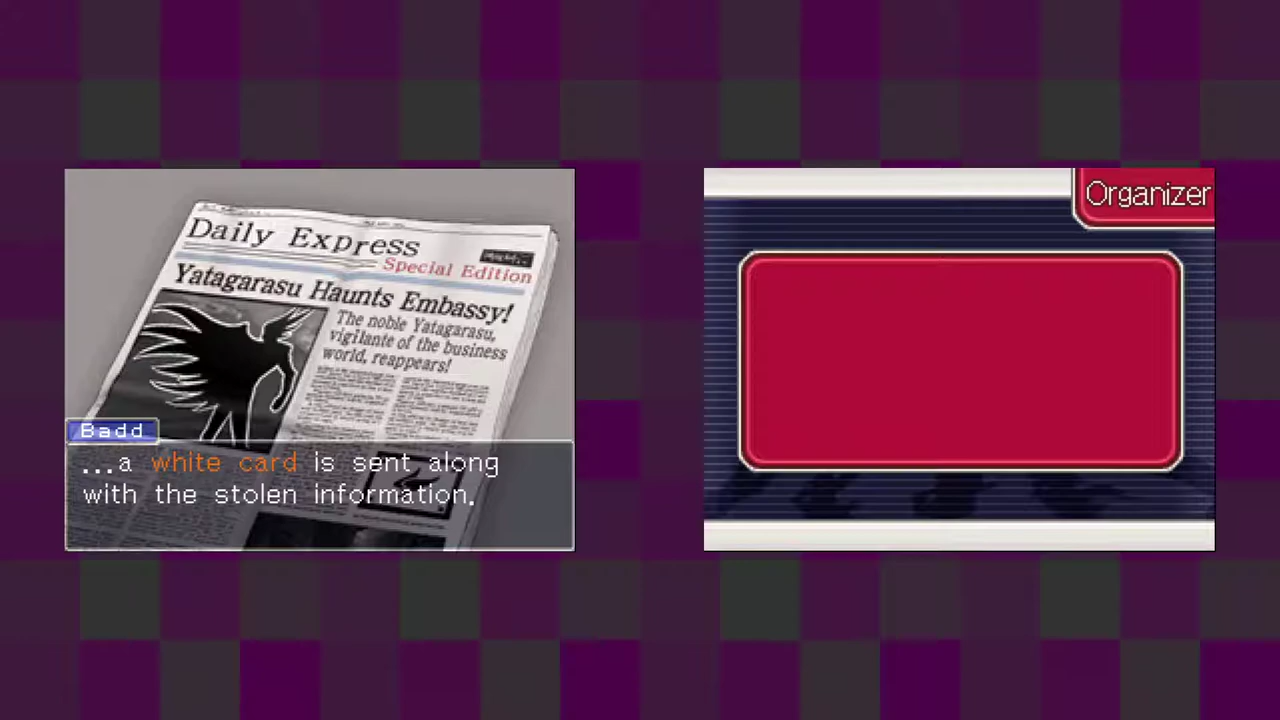 Daily Express
Special Edition
Yatagarasu Haunts Embassy!
The noble Yatagarasu,
vigilante of the business
world, reappears!
Badd
...a white card is sent along
with the stolen information.
Organizer